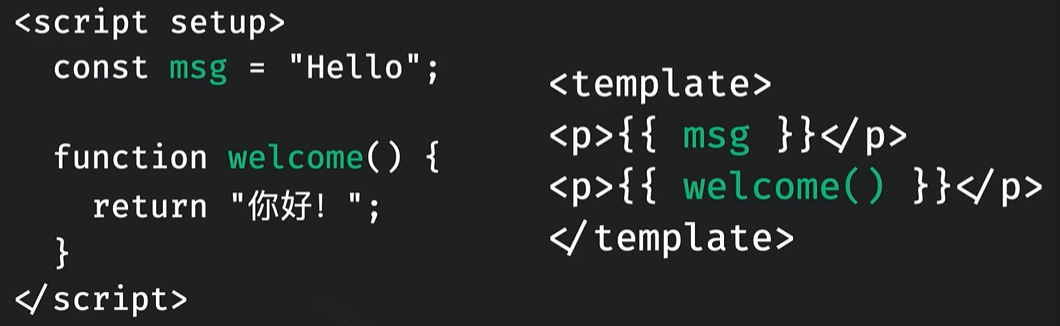 <script setup>
const msg = "Hello";
function welcome() {
return "你好！";
}
</script>
<template>
<p>{{ msg }}</p>
<p>{{ welcome() }}</p>
</template>